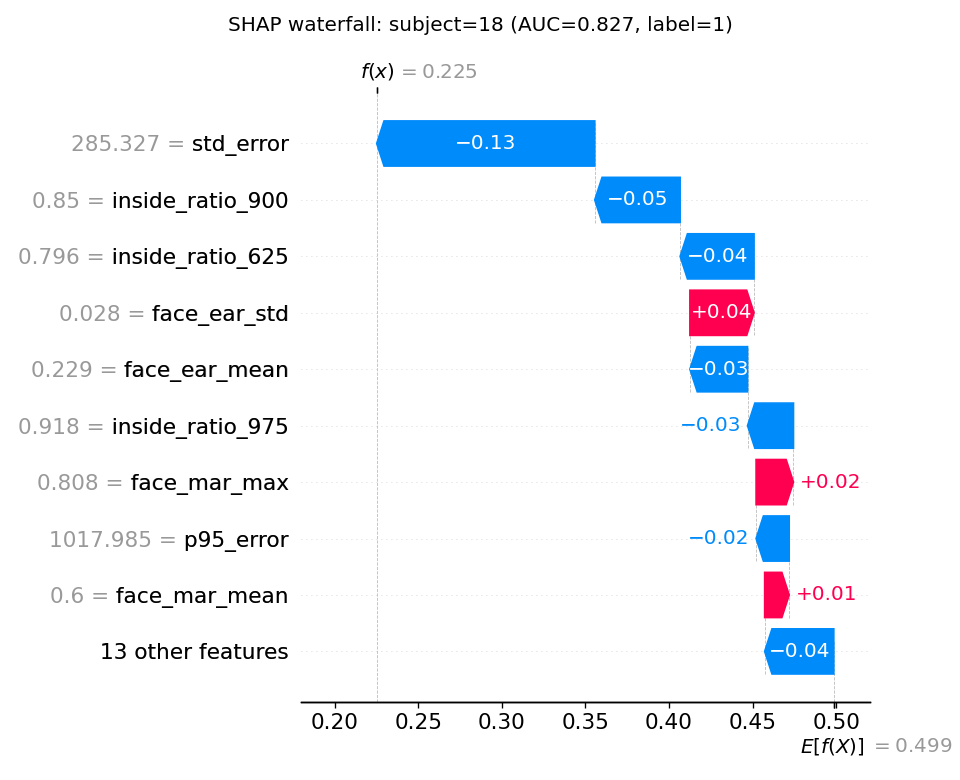 SHAP waterfall: subject=18 (AUC=0.827, label=1)
f(x) = 0.225
285.327 = std_error −0.13
0.85 = inside_ratio_900 −0.05
0.796 = inside_ratio_625 −0.04
0.028 = face_ear_std +0.04
0.229 = face_ear_mean −0.03
0.918 = inside_ratio_975 −0.03
0.808 = face_mar_max +0.02
1017.985 = p95_error −0.02
0.6 = face_mar_mean +0.01
13 other features −0.04
0.20 0.25 0.30 0.35 0.40 0.45 0.50
E[f(X)] = 0.499